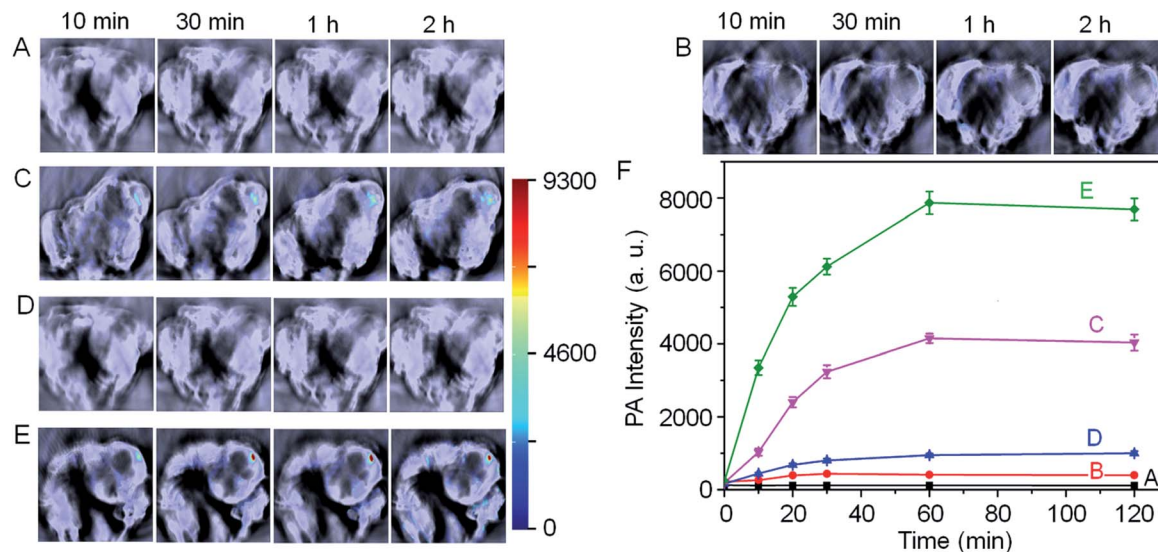 10 min 30 min 1 h 2 h
A
C
D
E
9300
4600
0
10 min 30 min 1 h 2 h
B
F
8000
6000
4000
2000
0
PA Intensity (a. u.)
E
C
D
B
A
0 20 40 60 80 100 120
Time (min)